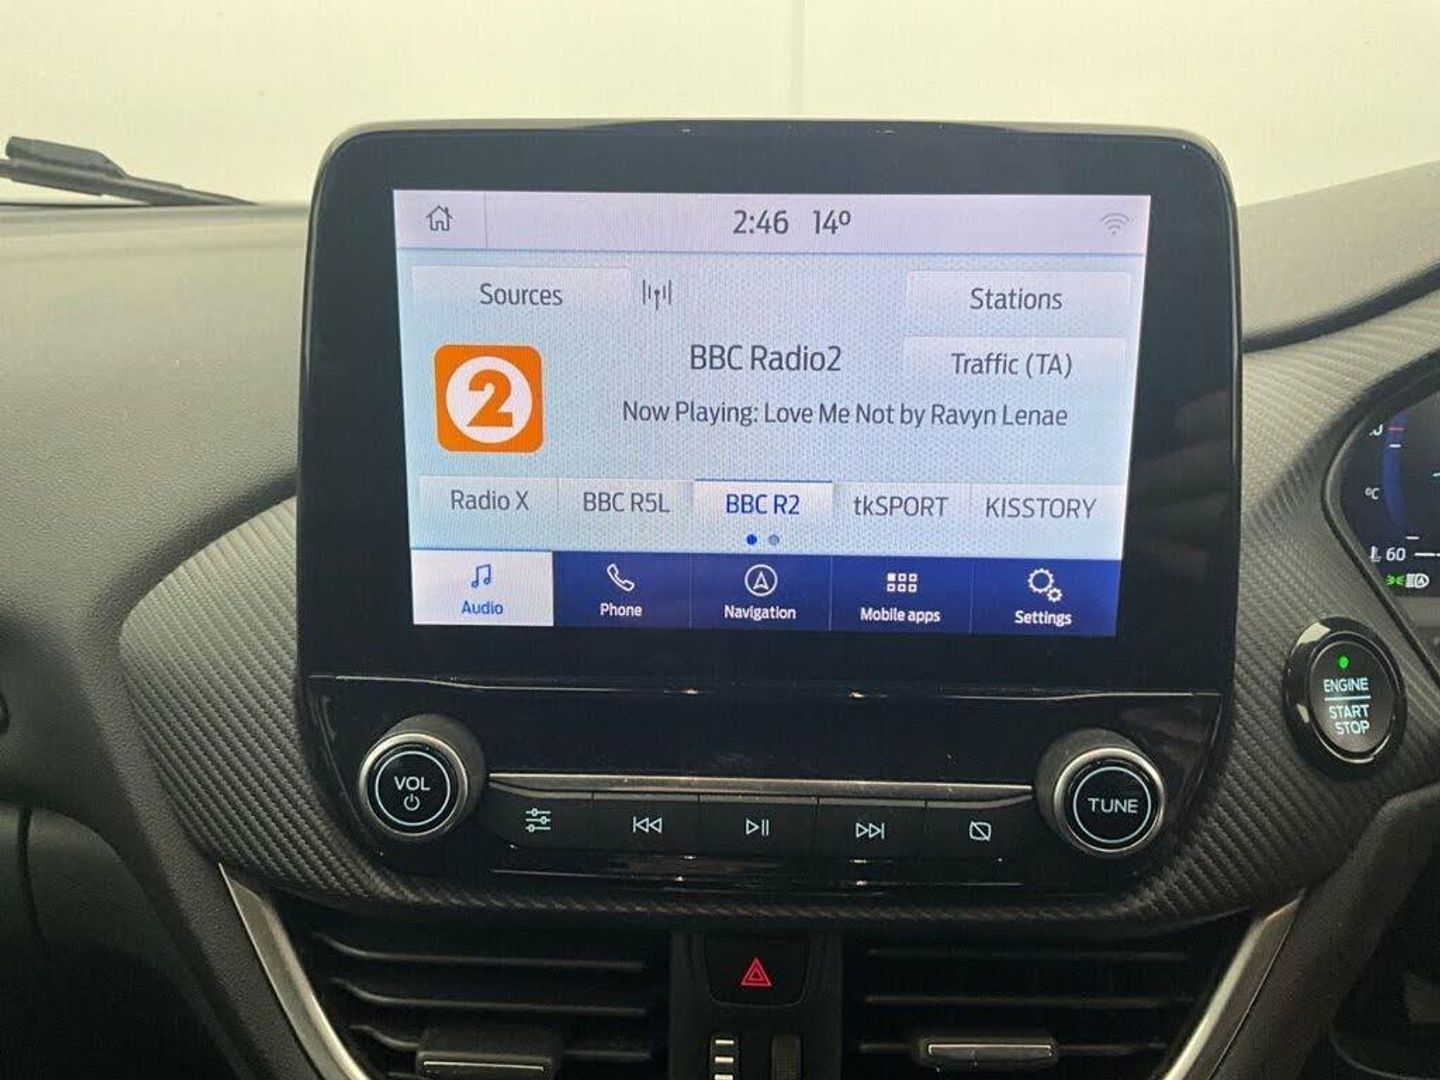 2:46 14°
Sources
Stations
BBC Radio2
Traffic (TA)
2
Now Playing: Love Me Not by Ravyn Lenae
Radio X
BBC R5L
BBC R2
tkSPORT
KISSTORY
Audio
Phone
Navigation
Mobile apps
Settings
°C
60
ENGINE
START
STOP
VOL
TUNE